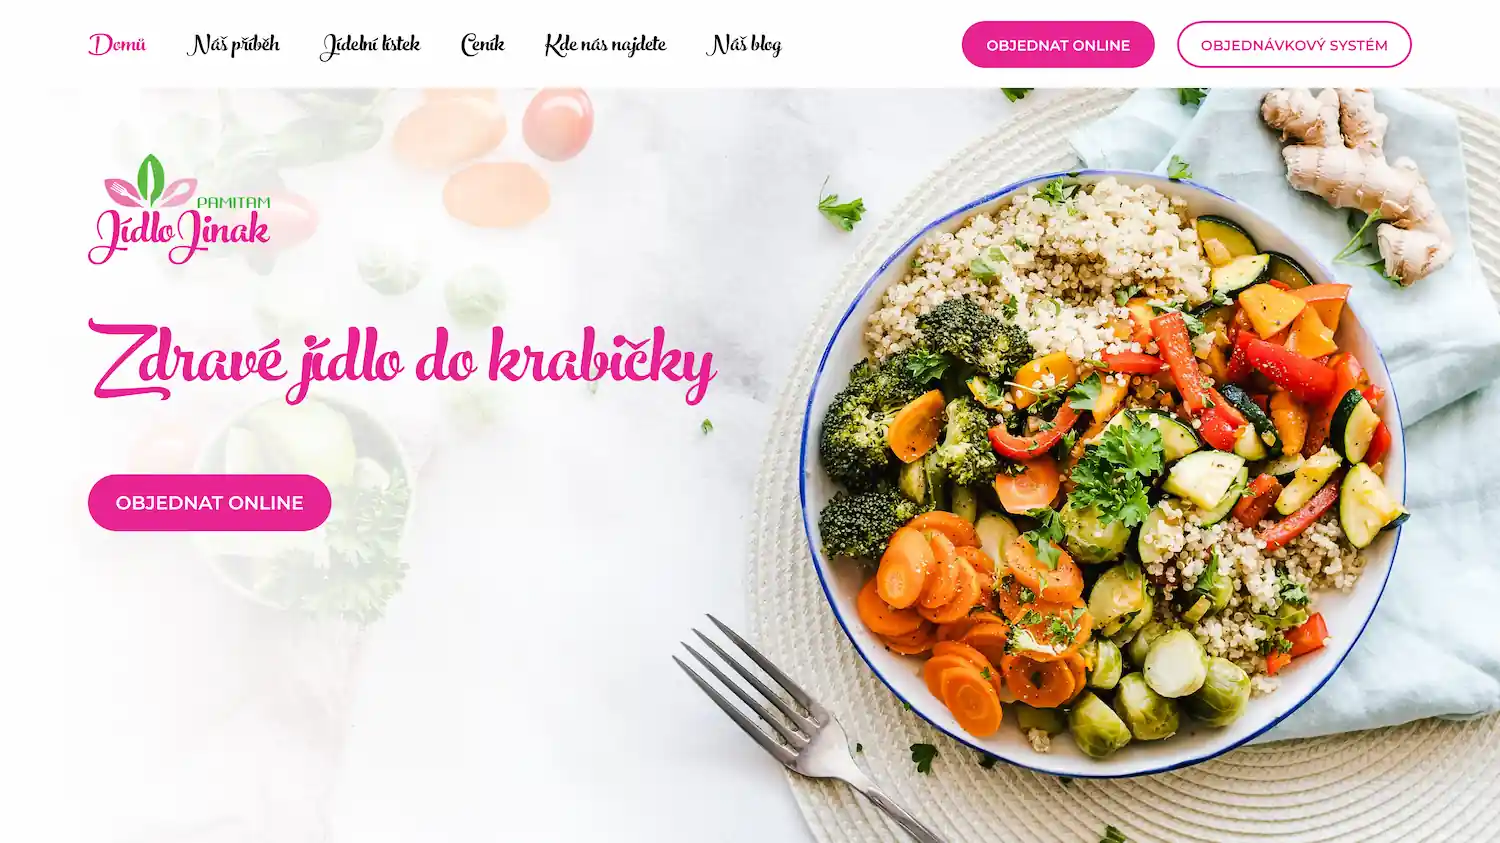 Domů Náš příběh Jídelní lístek Ceník Kde nás najdete Náš blog OBJEDNAT ONLINE OBJEDNÁVKOVÝ SYSTÉM
PAMITAM
Jídlo Jinak
Zdravé jídlo do krabičky
OBJEDNAT ONLINE